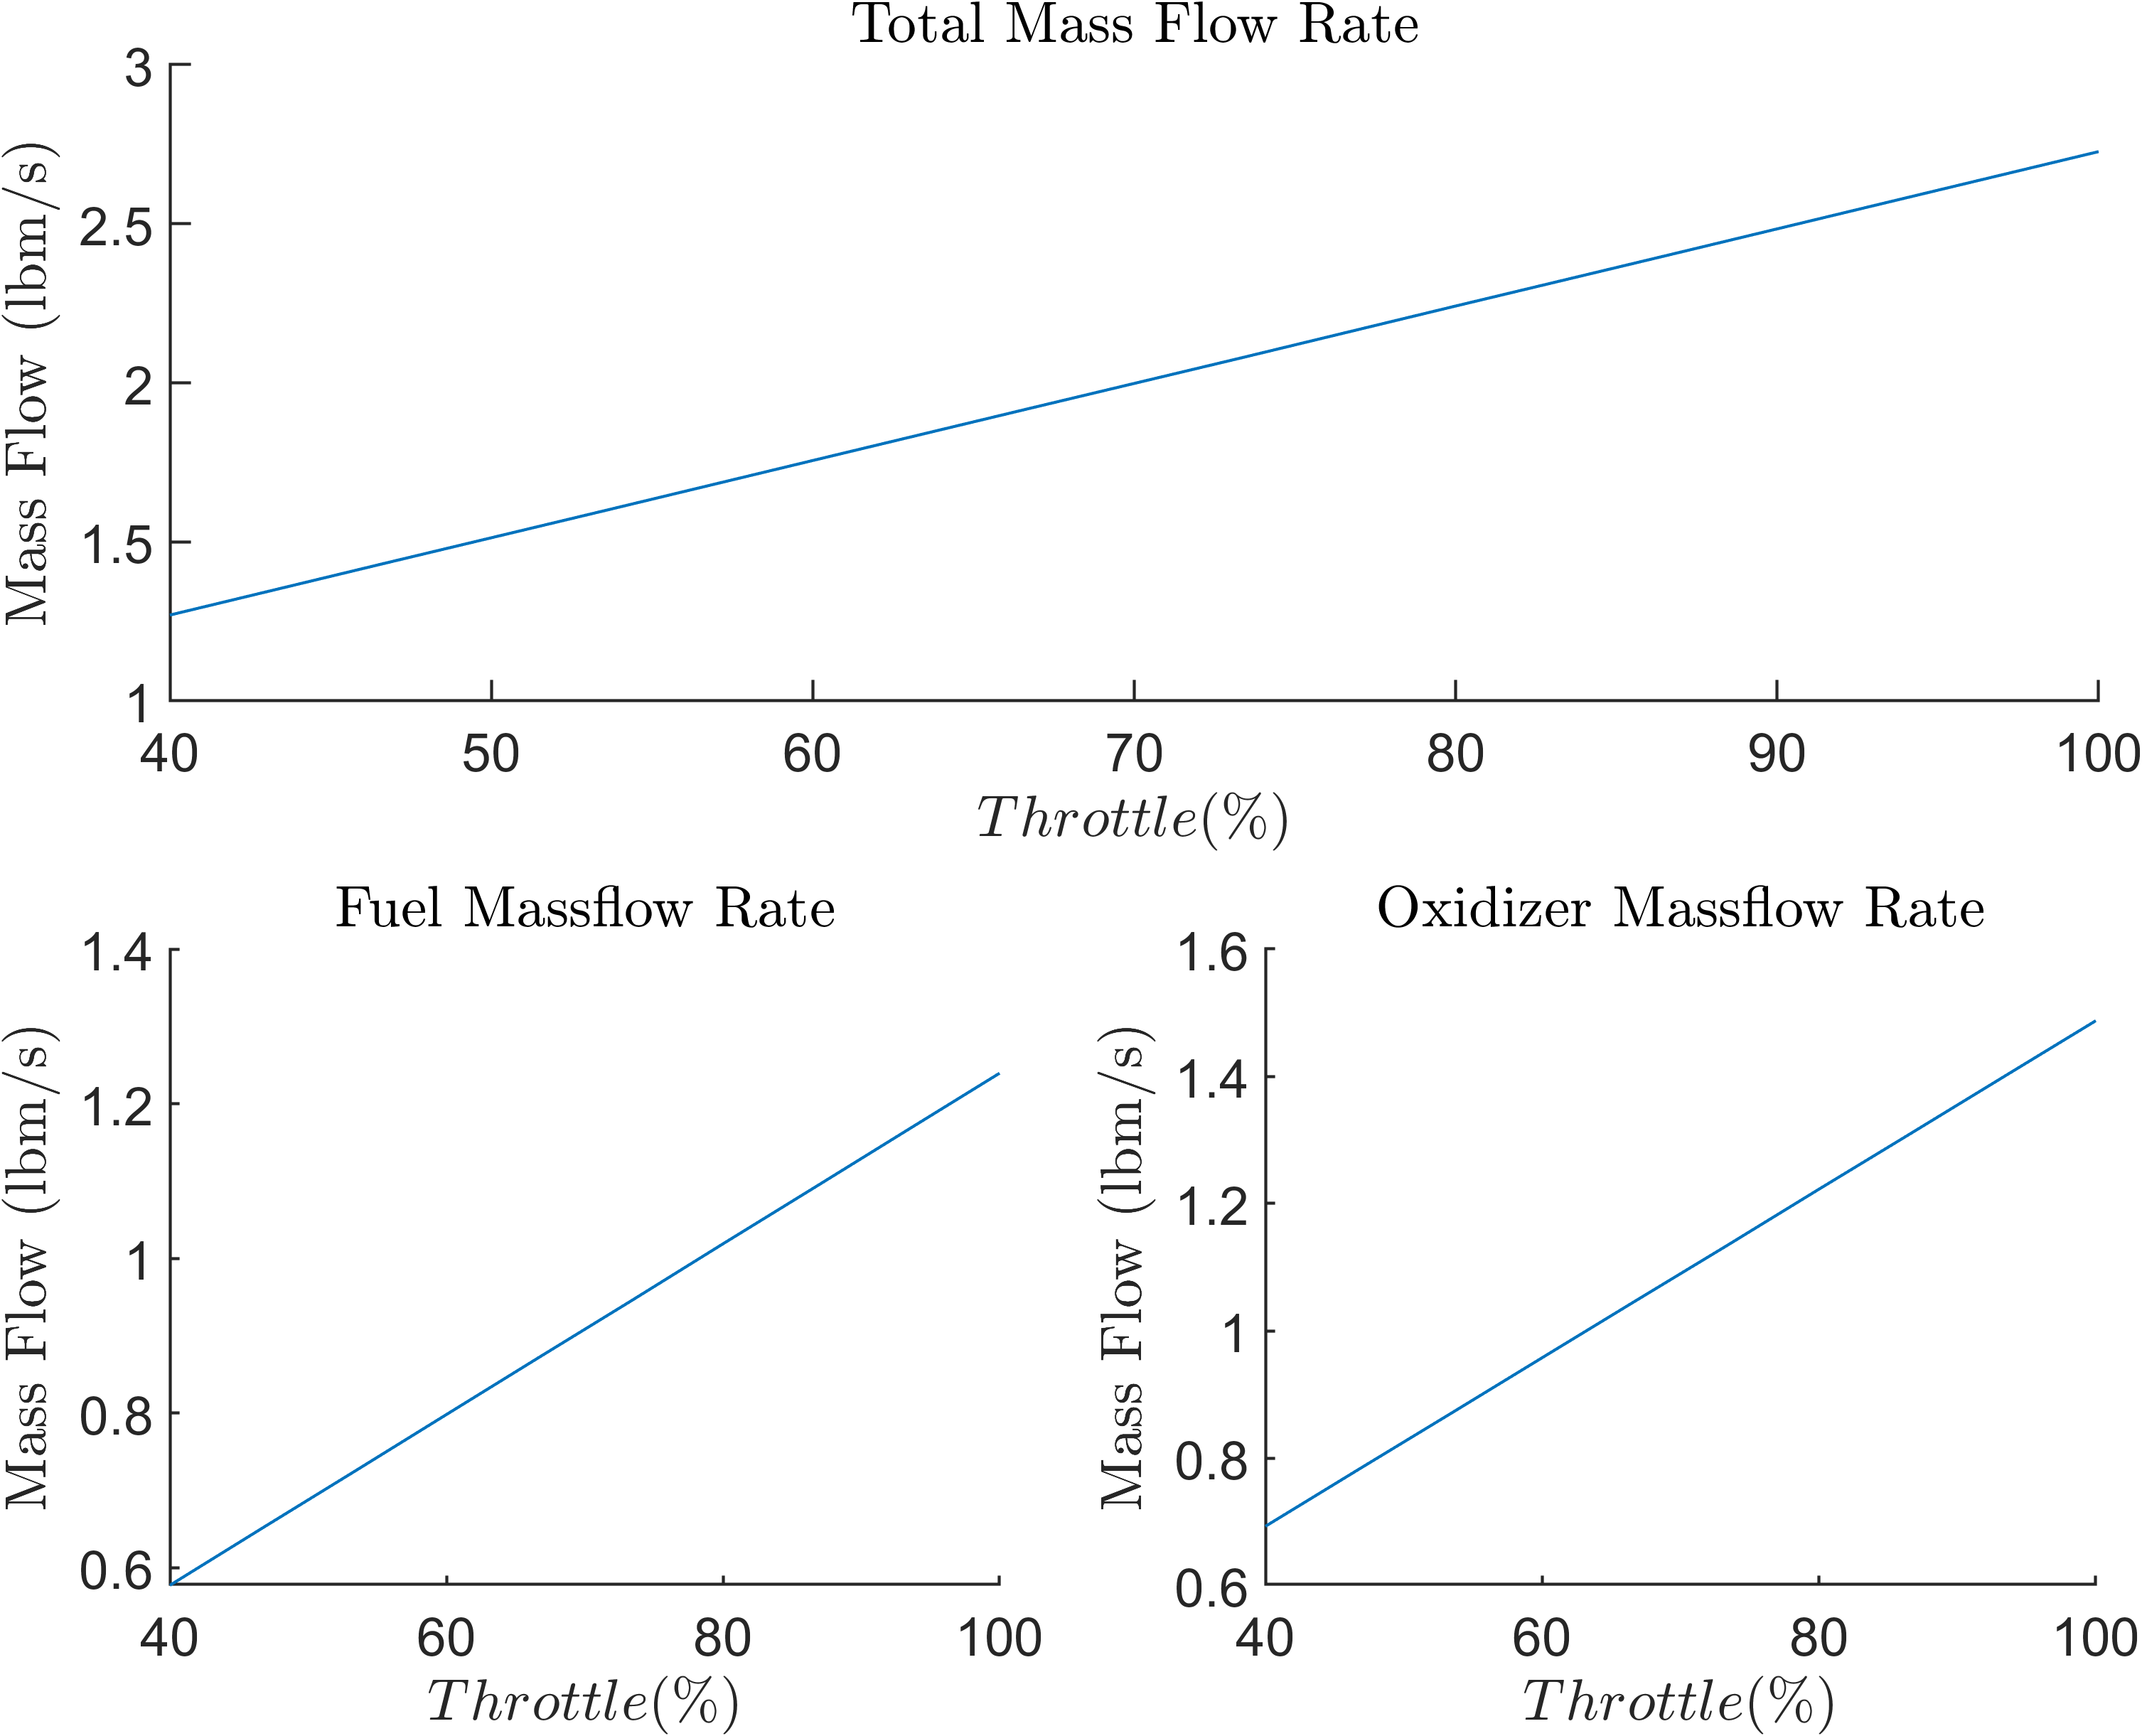 Total Mass Flow Rate
3
2.5
2
1.5
1
Mass Flow (lbm/s)
40 50 60 70 80 90 100
Throttle(%)
Fuel Massflow Rate
1.4
1.2
1
0.8
0.6
Mass Flow (lbm/s)
40 60 80 100
Throttle(%)
Oxidizer Massflow Rate
1.6
1.4
1.2
1
0.8
0.6
Mass Flow (lbm/s)
40 60 80 100
Throttle(%)